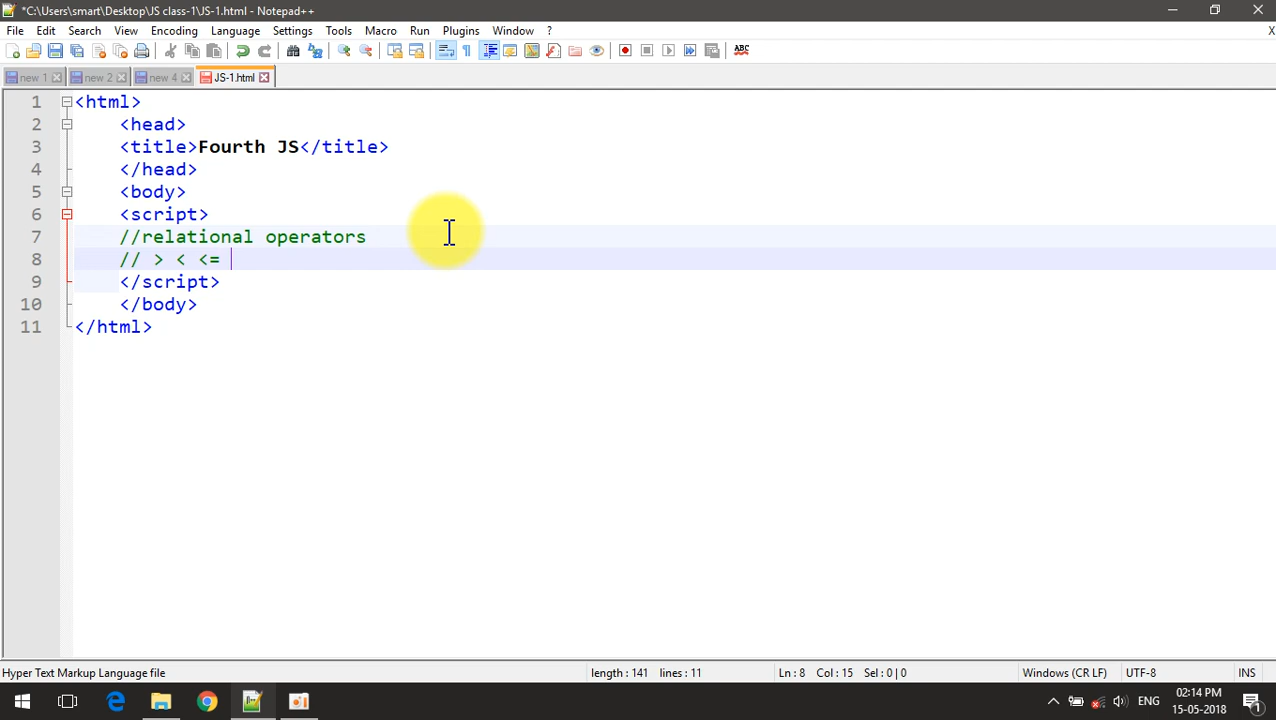 *C:\Users\smart\Desktop\JS class-1\JS-1.html - Notepad++
File Edit Search View Encoding Language Settings Tools Macro Run Plugins Window ? X
ABC
new 1 new 2 new 4 JS-1.html
1 <html>
2 <head>
3 <title>Fourth JS</title>
4 </head>
5 <body>
6 <script>
7 //relational operators
8 // > < <=
9 </script>
10 </body>
11 </html>
Hyper Text Markup Language file length : 141 lines : 11 Ln : 8 Col : 15 Sel : 0 | 0 Windows (CR LF) UTF-8 INS
ENG 02:14 PM
15-05-2018 1